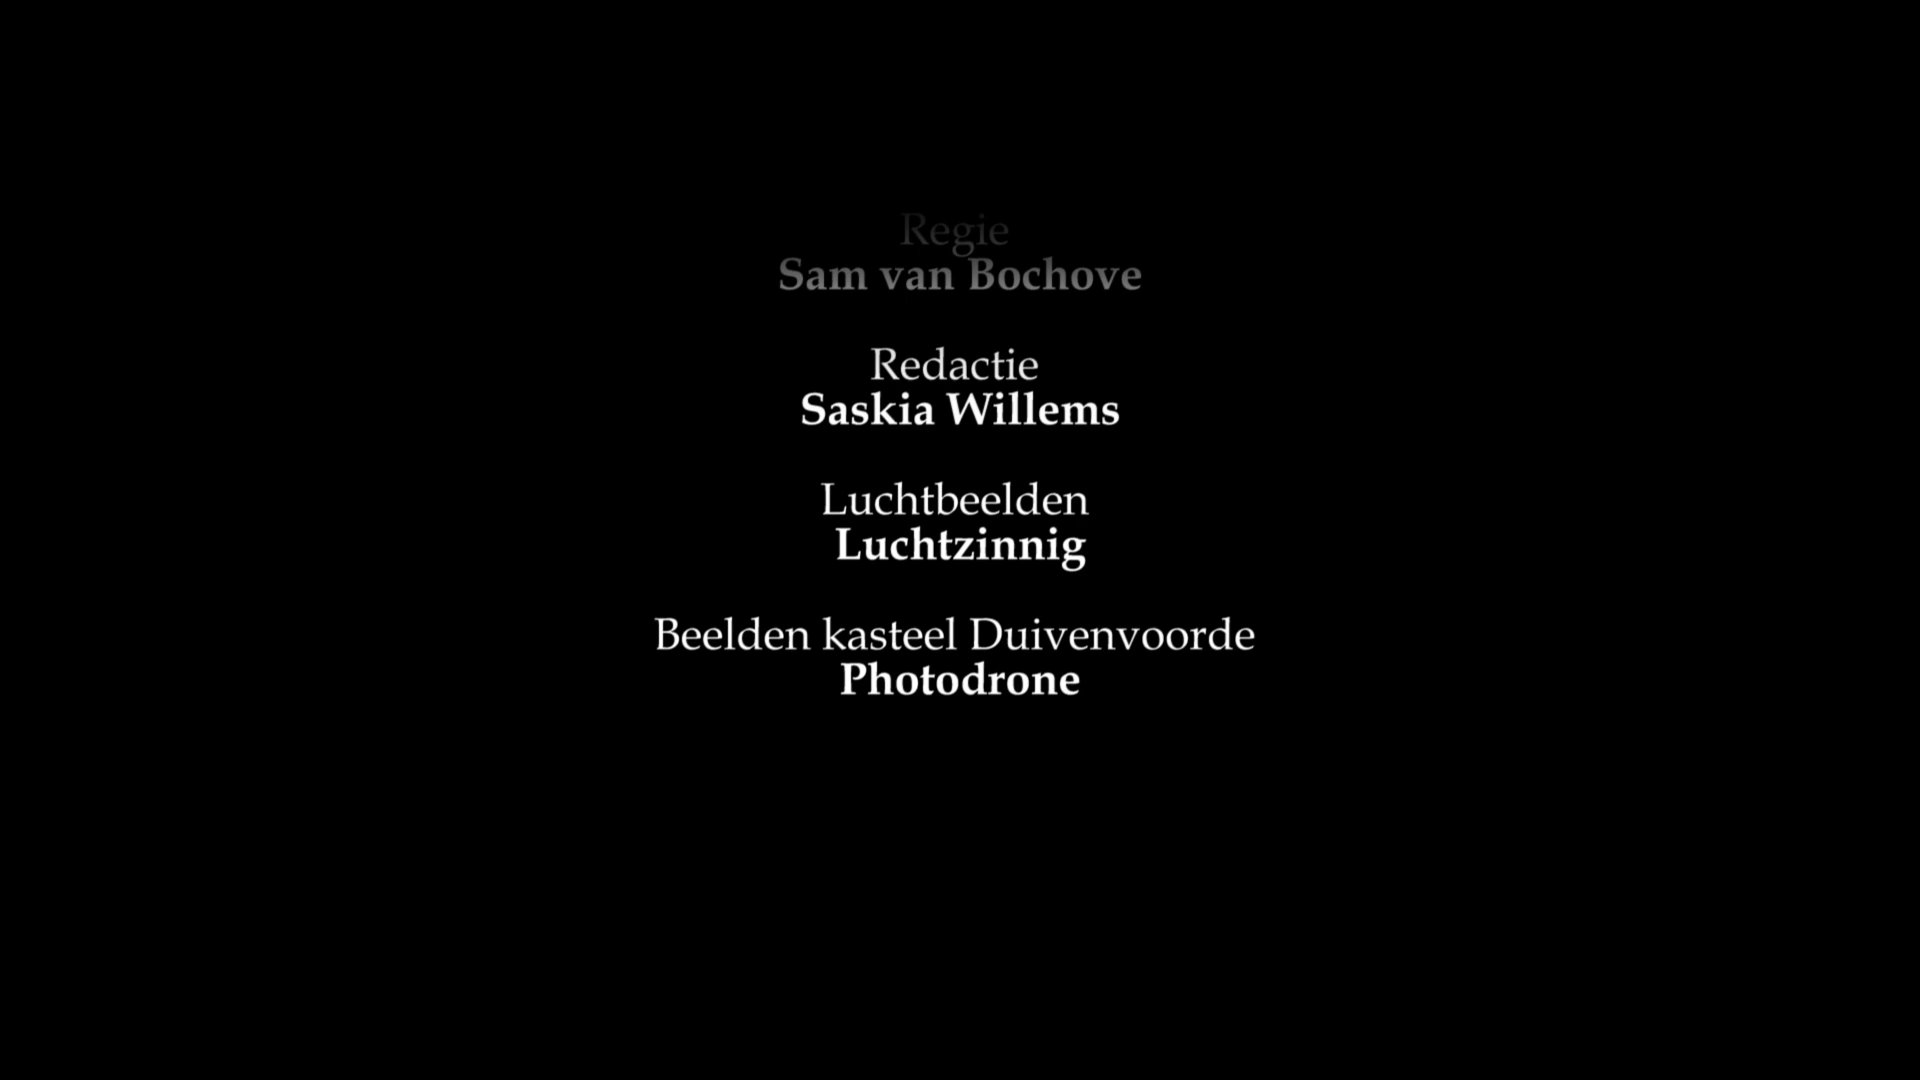 Regie
Sam van Bochove
Redactie
Saskia Willems
Luchtbeelden
Luchtzinnig
Beelden kasteel Duivenvoorde
Photodrone